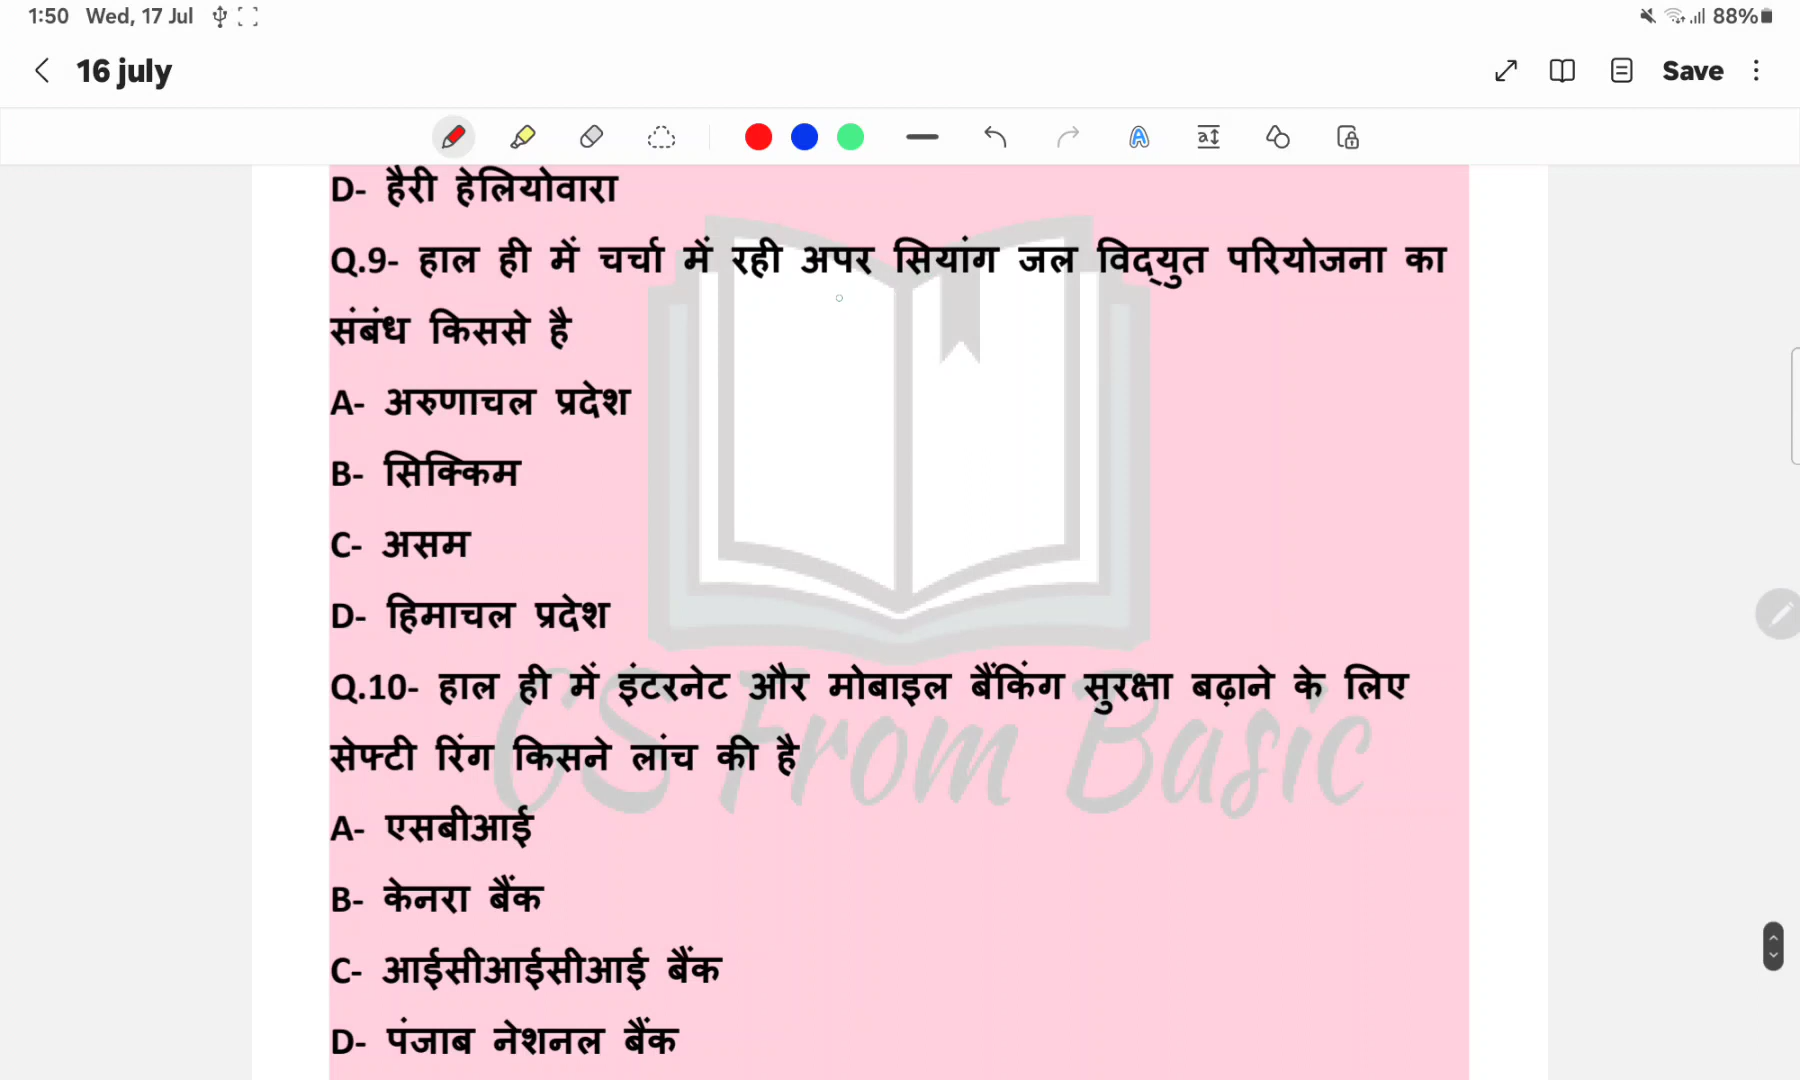 1:50 Wed, 17 Jul 88%
16 july Save
D- हैरी हेलियोवारा
Q.9- हाल ही में चर्चा में रही अपर सियांग जल विद्युत परियोजना का
संबंध किससे है
A- अरुणाचल प्रदेश
B- सिक्किम
C- असम
D- हिमाचल प्रदेश
Q.10- हाल ही में इंटरनेट और मोबाइल बैंकिंग सुरक्षा बढ़ाने के लिए
सेफ्टी रिंग किसने लांच की है
GS From Basic
A- एसबीआई
B- केनरा बैंक
C- आईसीआईसीआई बैंक
D- पंजाब नेशनल बैंक